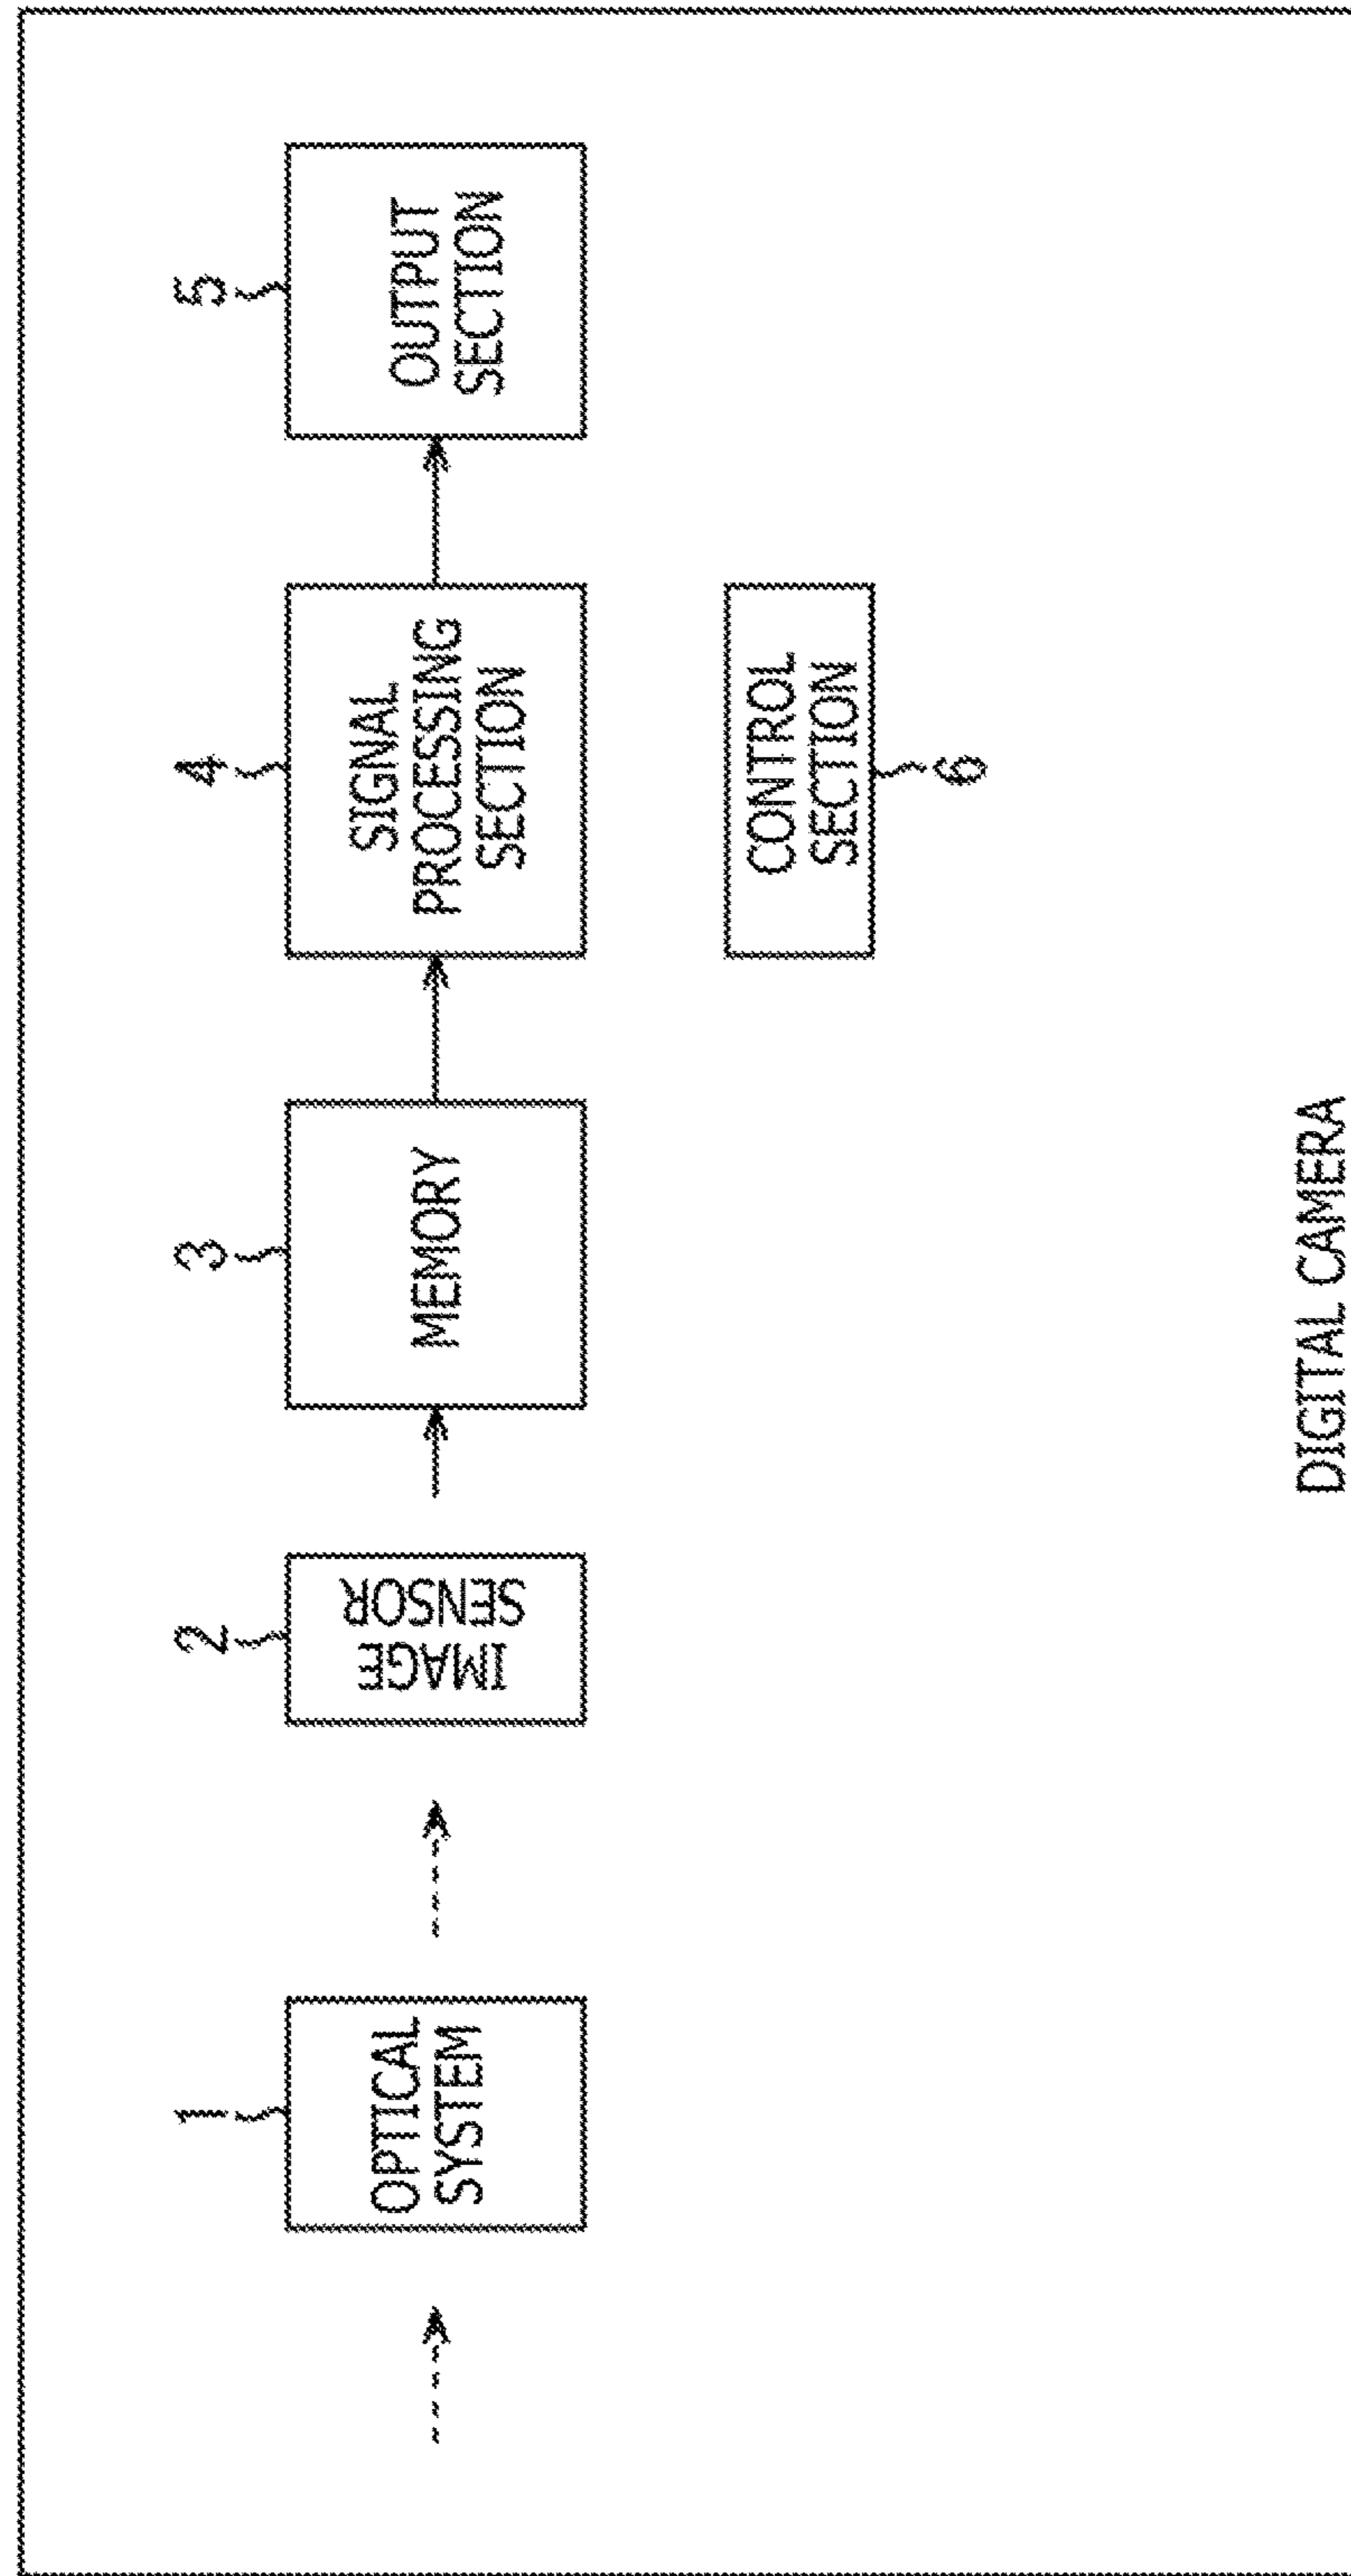 1
OPTICAL
SYSTEM
2
IMAGE
SENSOR
3
MEMORY
4
SIGNAL
PROCESSING
SECTION
5
OUTPUT
SECTION
CONTROL
SECTION
6
DIGITAL CAMERA